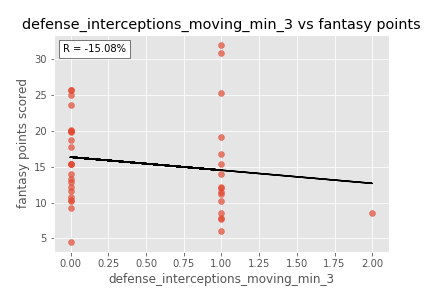 defense_interceptions_moving_min_3 vs fantasy points
R = -15.08%
fantasy points scored
30
25
20
15
10
5
0.00 0.25 0.50 0.75 1.00 1.25 1.50 1.75 2.00
defense_interceptions_moving_min_3